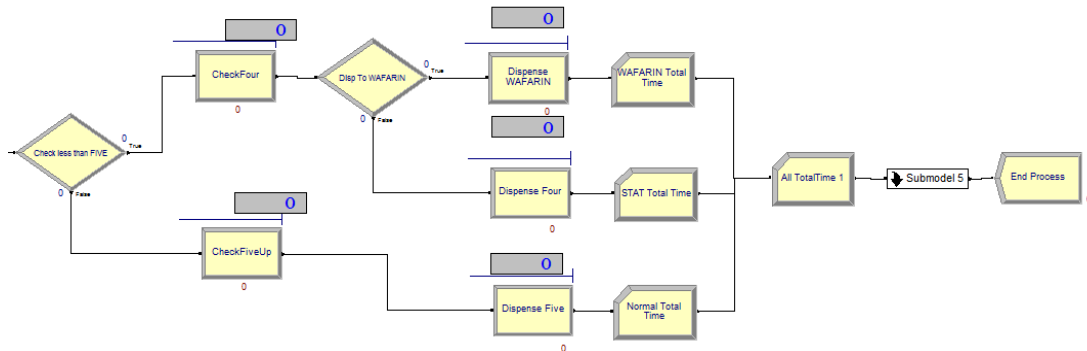 0
0
CheckFour
0
Disp To WAFARIN
0
True
0
False
0
Dispense
WAFARIN
0
WAFARIN Total
Time
Check less than FIVE
0
True
0
False
0
Dispense Four
0
STAT Total Time
All TotalTime 1
Submodel 5
End Process
0
CheckFiveUp
0
0
Dispense Five
0
Normal Total
Time